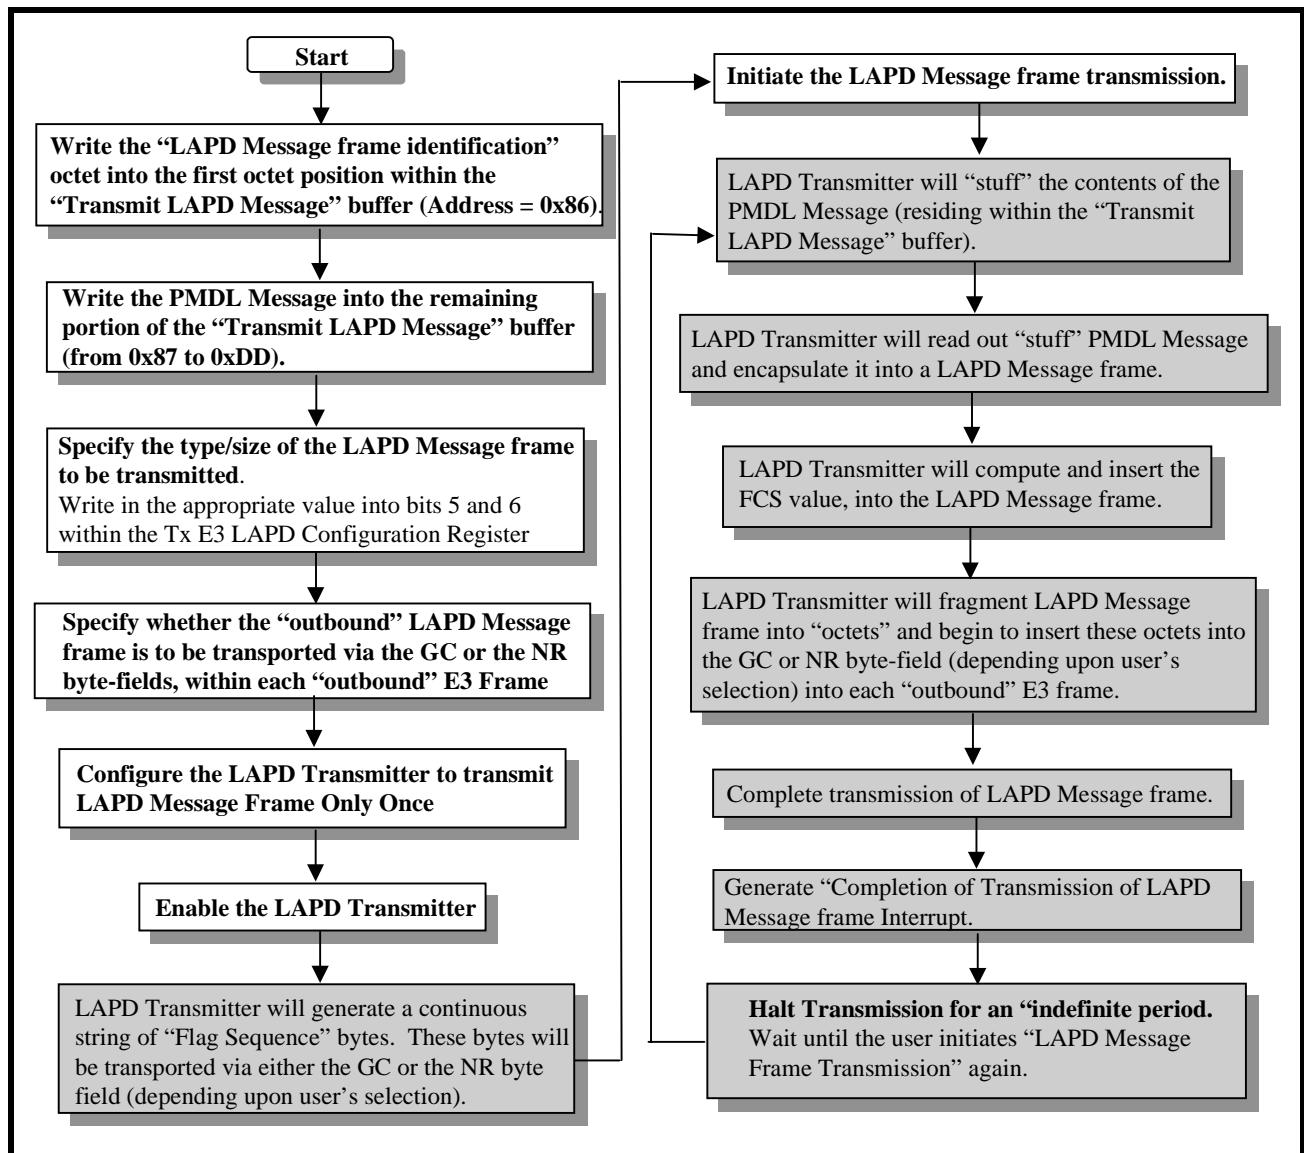 Start
Write the “LAPD Message frame identification”
octet into the first octet position within the
“Transmit LAPD Message” buffer (Address = 0x86).
Write the PMDL Message into the remaining
portion of the “Transmit LAPD Message” buffer
(from 0x87 to 0xDD).
Specify the type/size of the LAPD Message frame
to be transmitted.
Write in the appropriate value into bits 5 and 6
within the Tx E3 LAPD Configuration Register
Specify whether the “outbound” LAPD Message
frame is to be transported via the GC or the NR
byte-fields, within each “outbound” E3 Frame
Configure the LAPD Transmitter to transmit
LAPD Message Frame Only Once
Enable the LAPD Transmitter
LAPD Transmitter will generate a continuous
string of “Flag Sequence” bytes.  These bytes will
be transported via either the GC or the NR byte
field (depending upon user’s selection).
Initiate the LAPD Message frame transmission.
LAPD Transmitter will “stuff” the contents of the
PMDL Message (residing within the “Transmit
LAPD Message” buffer).
LAPD Transmitter will read out “stuff” PMDL Message
and encapsulate it into a LAPD Message frame.
LAPD Transmitter will compute and insert the
FCS value, into the LAPD Message frame.
LAPD Transmitter will fragment LAPD Message
frame into “octets” and begin to insert these octets into
the GC or NR byte-field (depending upon user’s
selection) into each “outbound” E3 frame.
Complete transmission of LAPD Message frame.
Generate “Completion of Transmission of LAPD
Message frame Interrupt.
Halt Transmission for an “indefinite period.
Wait until the user initiates “LAPD Message
Frame Transmission” again.